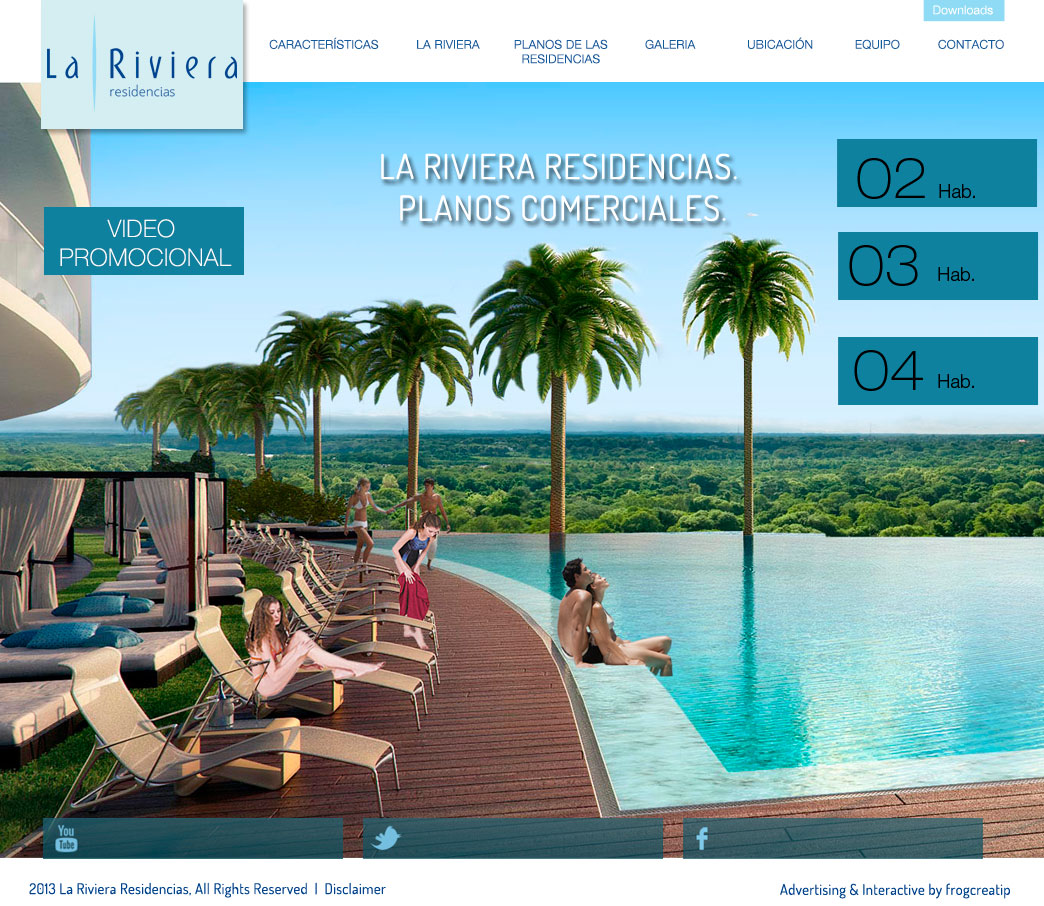 Downloads
La Riviera
residencias
CARACTERÍSTICAS
LA RIVIERA
PLANOS DE LAS
RESIDENCIAS
GALERIA
UBICACIÓN
EQUIPO
CONTACTO
LA RIVIERA RESIDENCIAS.
PLANOS COMERCIALES.
VIDEO
PROMOCIONAL
02 Hab.
03 Hab.
04 Hab.
You
Tube
f
2013 La Riviera Residencias, All Rights Reserved | Disclaimer
Advertising & Interactive by frogcreatip